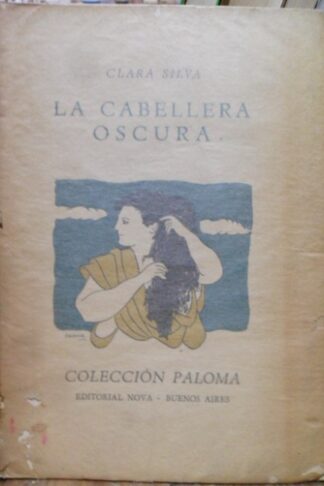 CLARA SILVA
LA CABELLERA
OSCURA
COLECCIÓN PALOMA
EDITORIAL NOVA - BUENOS AIRES